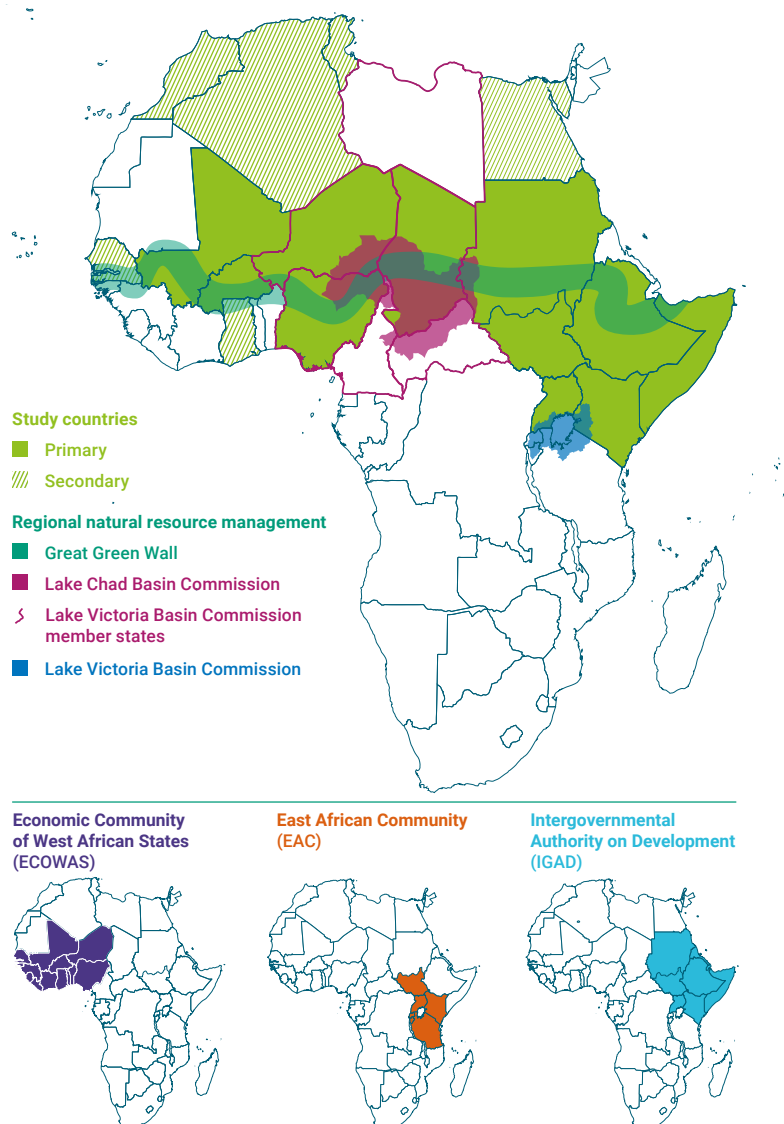 Study countries
Primary
Secondary
Regional natural resource management
Great Green Wall
Lake Chad Basin Commission
Lake Victoria Basin Commission
member states
Lake Victoria Basin Commission
Economic Community
of West African States
(ECOWAS)
East African Community
(EAC)
Intergovernmental
Authority on Development
(IGAD)